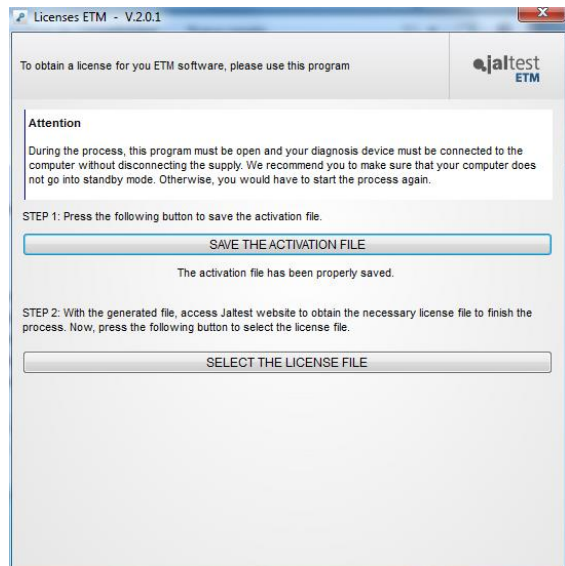 Licenses ETM - V.2.0.1
To obtain a license for you ETM software, please use this program
jaltest
ETM
Attention
During the process, this program must be open and your diagnosis device must be connected to the
computer without disconnecting the supply. We recommend you to make sure that your computer does
not go into standby mode. Otherwise, you would have to start the process again.
STEP 1: Press the following button to save the activation file.
SAVE THE ACTIVATION FILE
The activation file has been properly saved.
STEP 2: With the generated file, access Jaltest website to obtain the necessary license file to finish the
process. Now, press the following button to select the license file.
SELECT THE LICENSE FILE